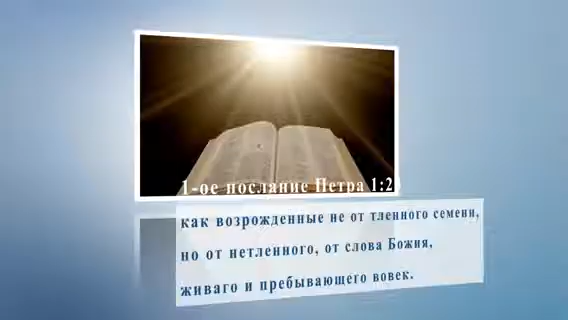 1-ое послание Петра 1:2
как возрожденные не от тленного семени,
но от нетленного, от слова Божия,
живаго и пребывающего вовек.